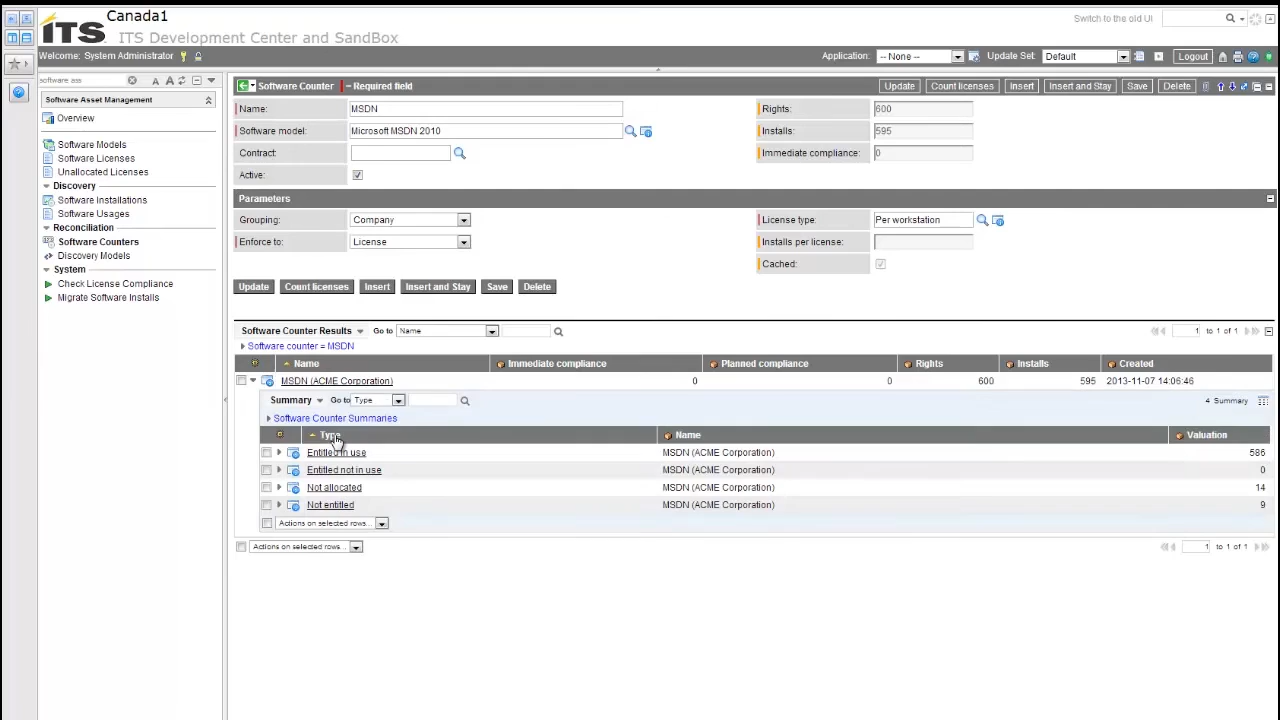 Canada1
ITS
ITS Development Center and SandBox
Switch to the old UI
Welcome: System Administrator
Application: -- None --
Update Set: Default
Logout
software ass
A A
Software Asset Management
Overview
Software Models
Software Licenses
Unallocated Licenses
Discovery
Software Installations
Software Usages
Reconciliation
Software Counters
Discovery Models
System
Check License Compliance
Migrate Software Installs
Software Counter
= Required field
Update Count licenses Insert Insert and Stay Save Delete
Name: MSDN
Rights: 600
Software model: Microsoft MSDN 2010
Installs: 595
Contract:
Immediate compliance: 0
Active:
Parameters
Grouping: Company
License type: Per workstation
Enforce to: License
Installs per license:
Cached:
Update Count licenses Insert Insert and Stay Save Delete
Software Counter Results Go to Name
1 to 1 of 1
Software counter = MSDN
Name Immediate compliance Planned compliance Rights Installs Created
MSDN (ACME Corporation) 0 0 600 595 2013-11-07 14:06:46
Summary Go to Type
4 Summary
Software Counter Summaries
Type Name Valuation
Entitled in use MSDN (ACME Corporation) 586
Entitled not in use MSDN (ACME Corporation) 0
Not allocated MSDN (ACME Corporation) 14
Not entitled MSDN (ACME Corporation) 9
Actions on selected rows...
Actions on selected rows...
1 to 1 of 1